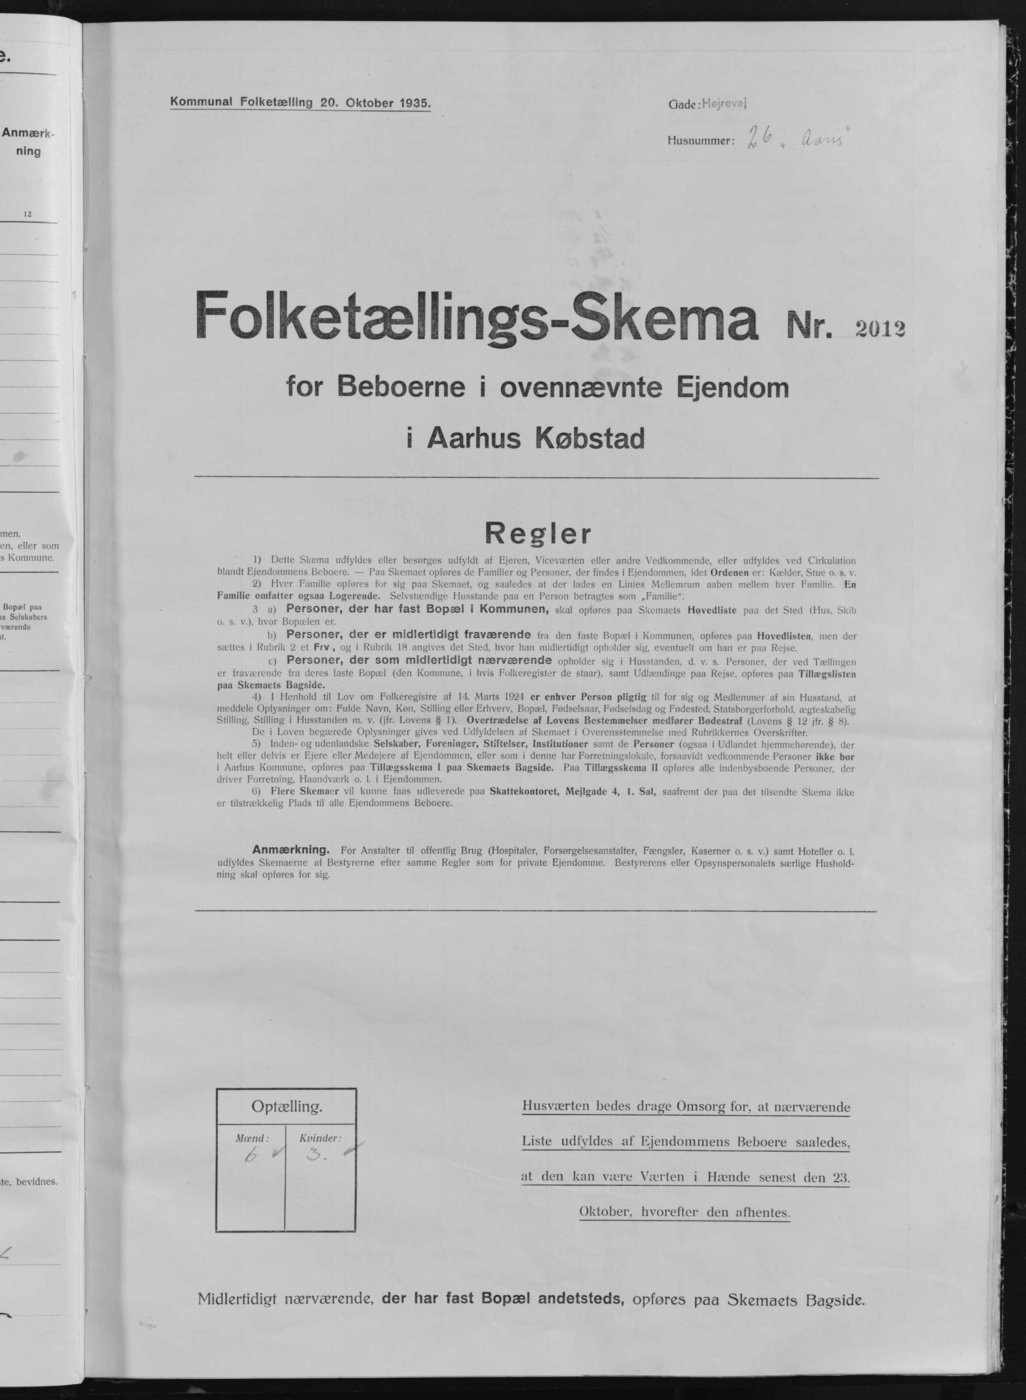 e.
Anmærk-
ning
12
men.
en, eller som
s Kommune.
Bopæl paa
re Selskabers
værende
te, bevidnes.
Kommunal Folketælling 20. Oktober 1935.
Gade: Hejrevej
Husnummer: 26 „Aaris"
Folketællings-Skema Nr. 2012
for Beboerne i ovennævnte Ejendom
i Aarhus Købstad
Regler
1) Dette Skema udfyldes eller besørges udfyldt af Ejeren, Viceværten eller andre Vedkommende, eller udfyldes ved Cirkulation
blandt Ejendommens Beboere. — Paa Skemaet opføres de Familier og Personer, der findes i Ejendommen, idet Ordenen er: Kælder, Stue o. s. v.
2) Hver Familie opføres for sig paa Skemaet, og saaledes at der lades en Linies Mellemrum aaben mellem hver Familie. En
Familie omfatter ogsaa Logerende. Selvstændige Husstande paa en Person betragtes som „Familie".
3 a) Personer, der har fast Bopæl i Kommunen, skal opføres paa Skemaets Hovedliste paa det Sted (Hus, Skib
o. s. v.), hvor Bopælen er.
b) Personer, der er midlertidigt fraværende fra den faste Bopæl i Kommunen, opføres paa Hovedlisten, men der
sættes i Rubrik 2 et Frv., og i Rubrik 18 angives det Sted, hvor han midlertidigt opholder sig, eventuelt om han er paa Rejse.
c) Personer, der som midlertidigt nærværende opholder sig i Husstanden, d. v. s. Personer, der ved Tællingen
er fraværende fra deres faste Bopæl (den Kommune, i hvis Folkeregister de staar), samt Udlændinge paa Rejse, opføres paa Tillægslisten
paa Skemaets Bagside.
4) I Henhold til Lov om Folkeregistre af 14. Marts 1924 er enhver Person pligtig til for sig og Medlemmer af sin Husstand, at
meddele Oplysninger om: Fulde Navn, Køn, Stilling eller Erhverv, Bopæl, Fødselsaar, Fødselsdag og Fødested, Statsborgerforhold, ægteskabelig
Stilling, Stilling i Husstanden m. v. (jfr. Lovens § 1). Overtrædelse af Lovens Bestemmelser medfører Bødestraf (Lovens § 12 jfr. § 8).
De i Loven begærede Oplysninger gives ved Udfyldelsen af Skemaet i Overensstemmelse med Rubrikkernes Overskrifter.
5) Inden- og udenlandske Selskaber, Foreninger, Stiftelser, Institutioner samt de Personer (ogsaa i Udlandet hjemmehørende), der
helt eller delvis er Ejere eller Medejere af Ejendommen, eller som i denne har Forretningslokale, forsaavidt vedkommende Personer ikke bor
i Aarhus Kommune, opføres paa Tillægsskema I paa Skemaets Bagside. Paa Tillægsskema II opføres alle indenbysboende Personer, der
driver Forretning, Haandværk o. l. i Ejendommen.
6) Flere Skemaer vil kunne faas udleverede paa Skattekontoret, Mejlgade 4, 1. Sal, saafremt der paa det tilsendte Skema ikke
er tilstrækkelig Plads til alle Ejendommens Beboere.
Anmærkning. For Anstalter til offentlig Brug (Hospitaler, Forsørgelsesanstalter, Fængsler, Kaserner o. s. v.) samt Hoteller o. l.
udfyldes Skemaerne af Bestyrerne efter samme Regler som for private Ejendomme. Bestyrerens eller Opsynspersonalets særlige Hushold-
ning skal opføres for sig.
Optælling.
Mænd: Kvinder:
6 ✓ 3. ✓
Husværten bedes drage Omsorg for, at nærværende
Liste udfyldes af Ejendommens Beboere saaledes,
at den kan være Værten i Hænde senest den 23.
Oktober, hvorefter den afhentes.
Midlertidigt nærværende, der har fast Bopæl andetsteds, opføres paa Skemaets Bagside.